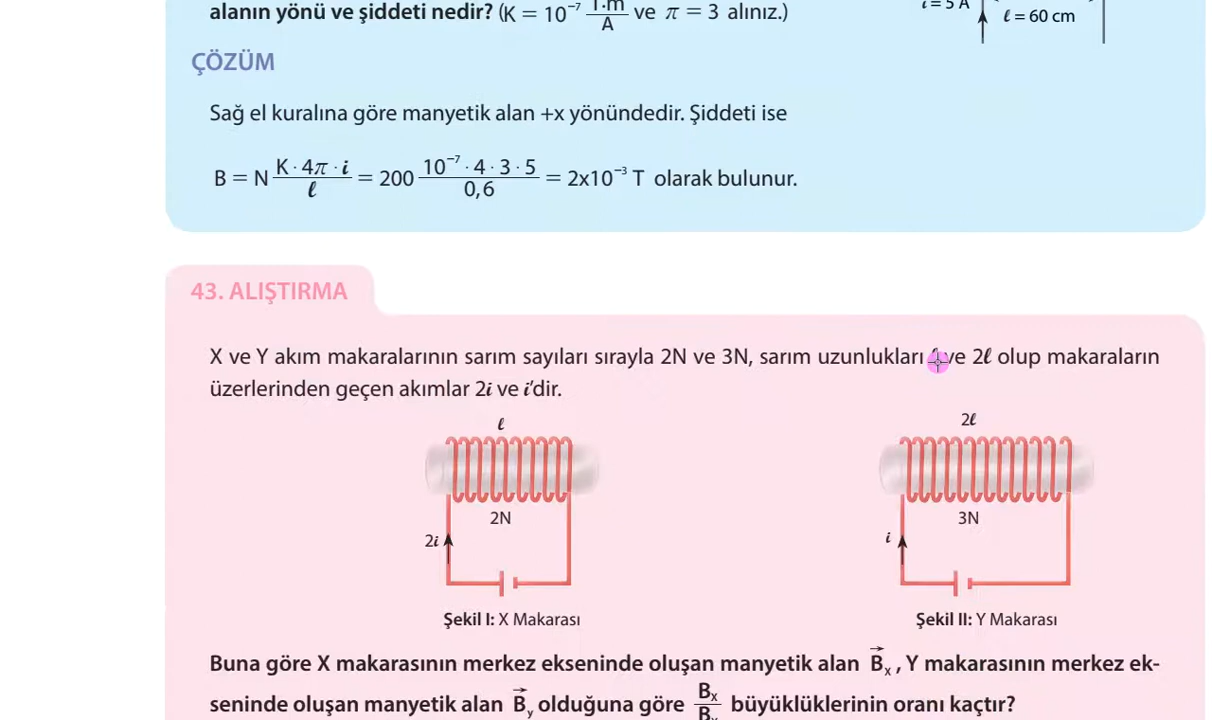 alanın yönü ve şiddeti nedir? (K = 10⁻⁷ T.m/A ve π = 3 alınız.)
i = 5 A
ℓ = 60 cm
ÇÖZÜM
Sağ el kuralına göre manyetik alan +x yönündedir. Şiddeti ise
B = N K · 4π · i / ℓ = 200 10⁻⁷ · 4 · 3 · 5 / 0,6 = 2x10⁻³ T olarak bulunur.
43. ALIŞTIRMA
X ve Y akım makaralarının sarım sayıları sırayla 2N ve 3N, sarım uzunlukları ve 2ℓ olup makaraların
üzerlerinden geçen akımlar 2i ve i'dir.
ℓ
2N
2i
Şekil I: X Makarası
2ℓ
3N
i
Şekil II: Y Makarası
Buna göre X makarasının merkez ekseninde oluşan manyetik alan B⃗ₓ , Y makarasının merkez ek-
seninde oluşan manyetik alan B⃗y olduğuna göre Bₓ/By büyüklüklerinin oranı kaçtır?